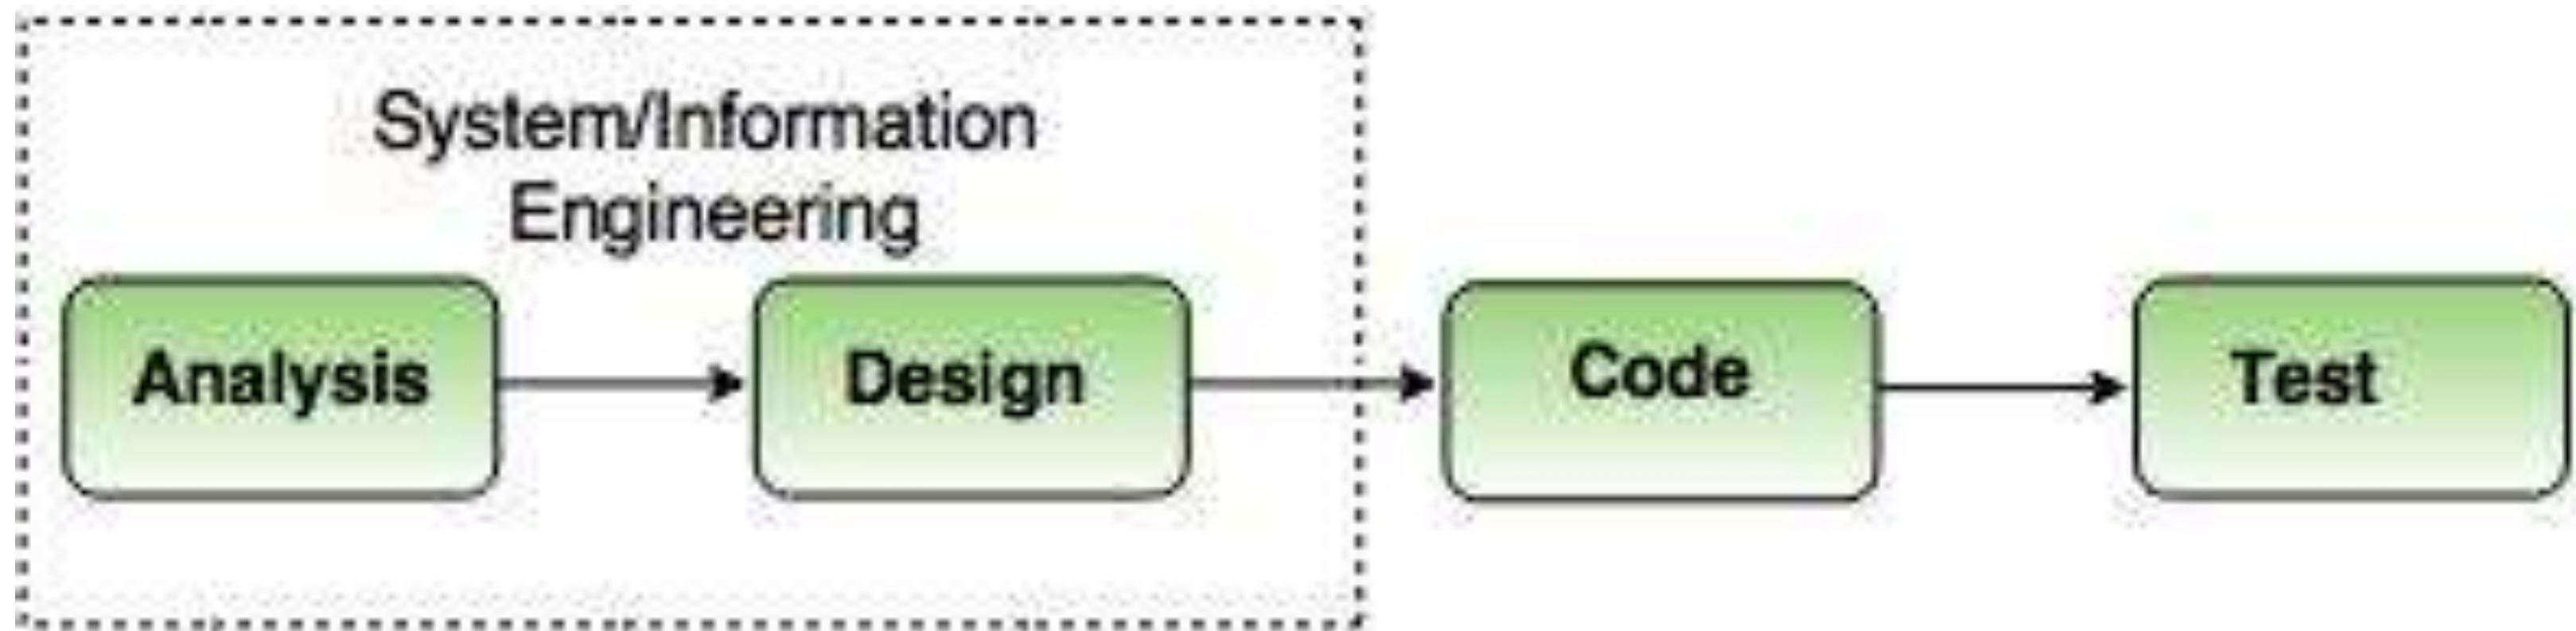 System/Information
Engineering
Analysis
Design
Code
Test